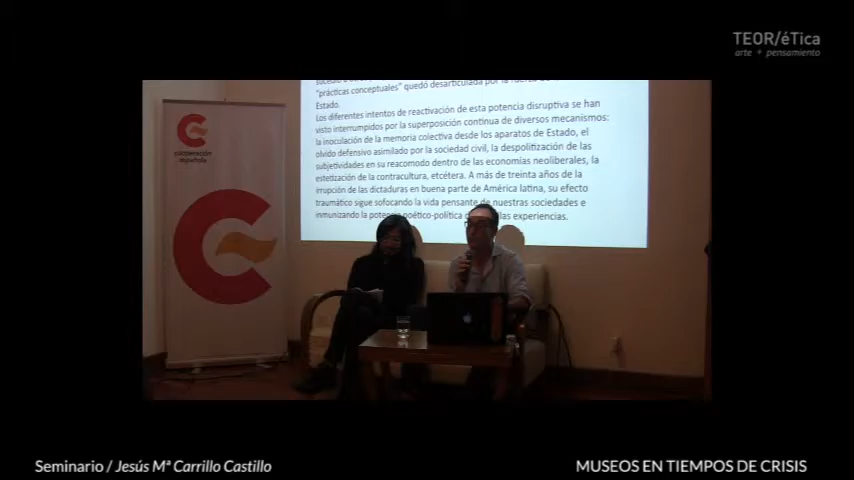 TEOR/éTica
arte + pensamiento
"prácticas conceptuales" quedó desarticulada por la
Estado.
Los diferentes intentos de reactivación de esta potencia disruptiva se han
visto interrumpidos por la superposición continua de diversos mecanismos:
la inoculación de la memoria colectiva desde los aparatos de Estado, el
olvido defensivo asimilado por la sociedad civil, la despolitización de las
subjetividades en su reacomodo dentro de las economías neoliberales, la
estetización de la contracultura, etcétera. A más de treinta años de la
irrupción de las dictaduras en buena parte de América latina, su efecto
traumático sigue sofocando la vida pensante de nuestras sociedades e
inmunizando la poético-política las experiencias.
cooperación
española
Seminario / Jesús Mª Carrillo Castillo
MUSEOS EN TIEMPOS DE CRISIS